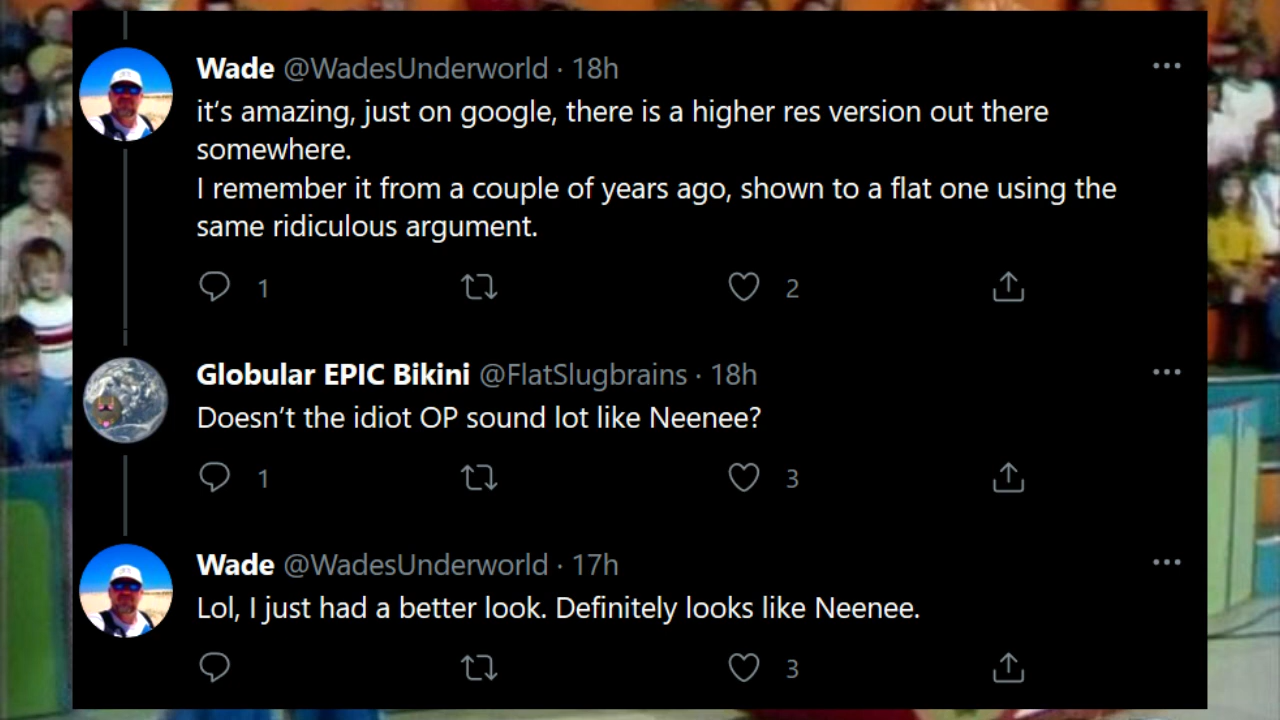 Wade @WadesUnderworld · 18h
it's amazing, just on google, there is a higher res version out there
somewhere.
I remember it from a couple of years ago, shown to a flat one using the
same ridiculous argument.
1 2
Globular EPIC Bikini @FlatSlugbrains · 18h
Doesn't the idiot OP sound lot like Neenee?
1 3
Wade @WadesUnderworld · 17h
Lol, I just had a better look. Definitely looks like Neenee.
3